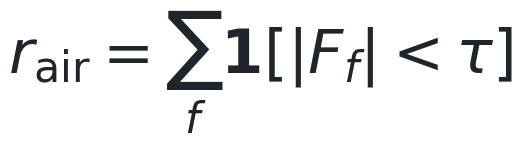 r_air = ∑_f 𝟏[|F_f| < τ]